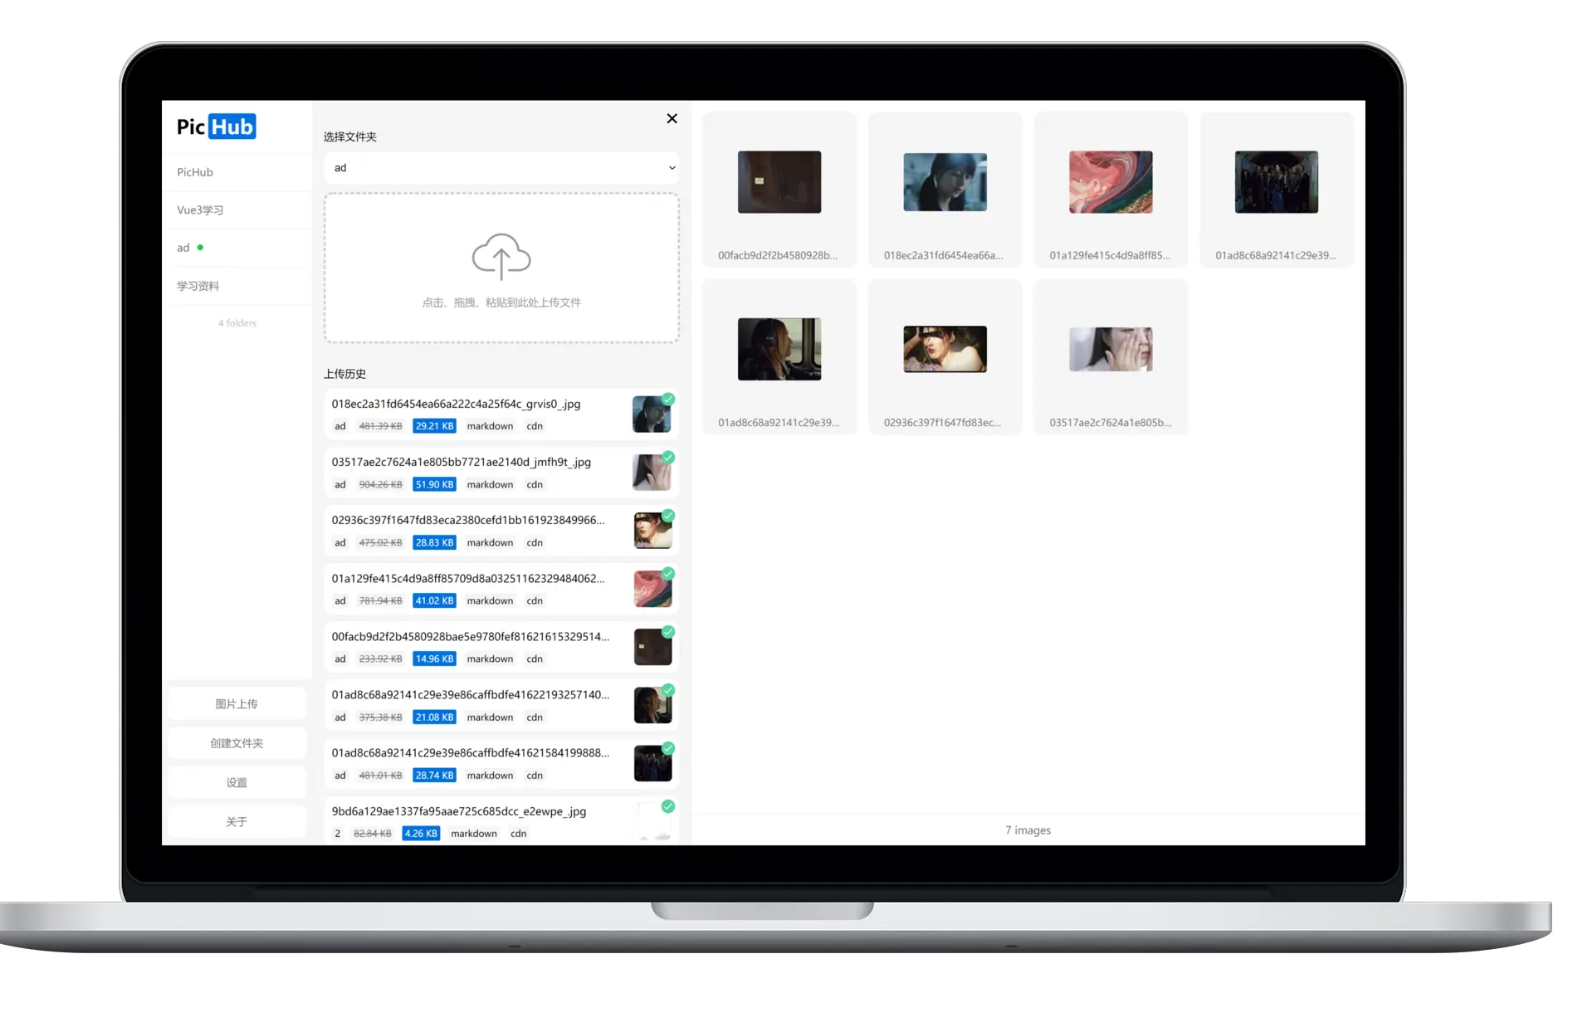 Pic Hub
PicHub
Vue3学习
ad
学习资料
4 folders
图片上传
创建文件夹
设置
关于
选择文件夹
ad
点击、拖拽、粘贴到此处上传文件
上传历史
018ec2a31fd6454ea66a222c4a25f64c_grvis0_.jpg
ad 481.39 KB 29.21 KB markdown cdn
03517ae2c7624a1e805bb7721ae2140d_jmfh9t_.jpg
ad 904.26 KB 51.90 KB markdown cdn
02936c397f1647fd83eca2380cefd1bb161923849966...
ad 475.02 KB 28.83 KB markdown cdn
01a129fe415c4d9a8ff85709d8a03251162329484062...
ad 781.94 KB 41.02 KB markdown cdn
00facb9d2f2b4580928bae5e9780fef81621615329514...
ad 233.92 KB 14.96 KB markdown cdn
01ad8c68a92141c29e39e86caffbdfe41622193257140...
ad 375.38 KB 21.08 KB markdown cdn
01ad8c68a92141c29e39e86caffbdfe41621584199888...
ad 481.01 KB 28.74 KB markdown cdn
9bd6a129ae1337fa95aae725c685dcc_e2ewpe_.jpg
2 82.84 KB 4.26 KB markdown cdn
00facb9d2f2b4580928b...
018ec2a31fd6454ea66a...
01a129fe415c4d9a8ff85...
01ad8c68a92141c29e39...
01ad8c68a92141c29e39...
02936c397f1647fd83ec...
03517ae2c7624a1e805b...
7 images